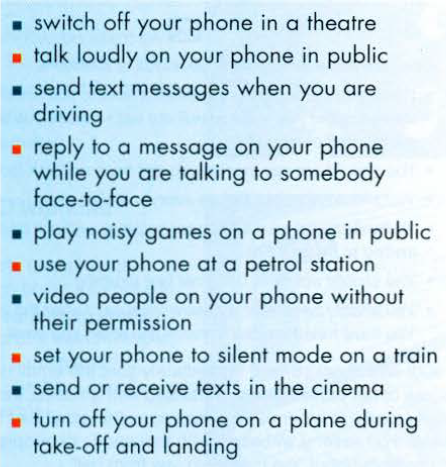 ▪ switch off your phone in a theatre
▪ talk loudly on your phone in public
▪ send text messages when you are
driving
▪ reply to a message on your phone
while you are talking to somebody
face-to-face
▪ play noisy games on a phone in public
▪ use your phone at a petrol station
▪ video people on your phone without
their permission
▪ set your phone to silent mode on a train
▪ send or receive texts in the cinema
▪ turn off your phone on a plane during
take-off and landing